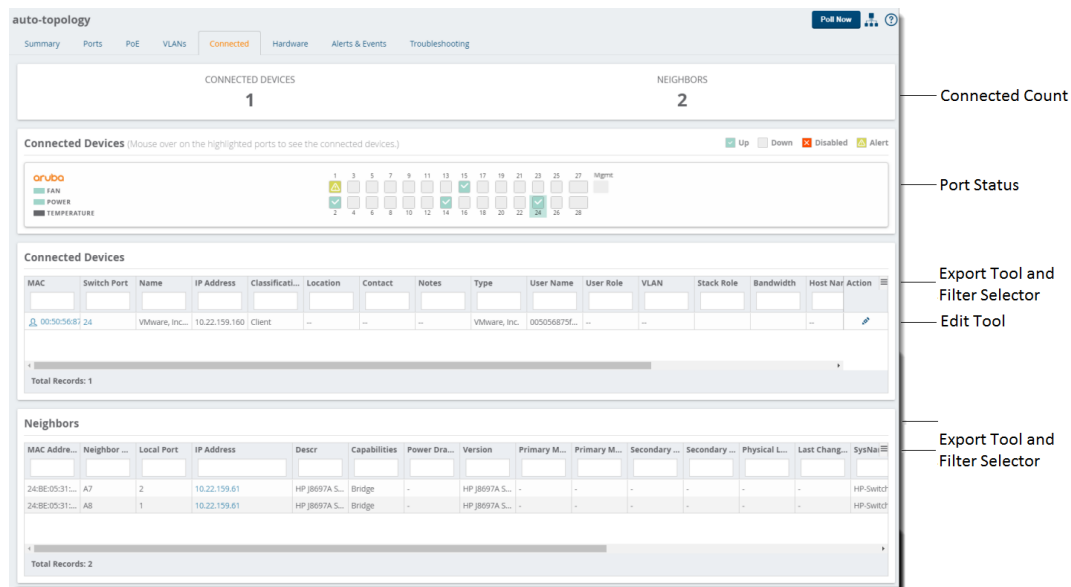 auto-topology
Poll Now
Summary Ports PoE VLANs Connected Hardware Alerts & Events Troubleshooting
CONNECTED DEVICES
1
NEIGHBORS
2
Connected Count
Connected Devices (Mouse over on the highlighted ports to see the connected devices.)
Up Down Disabled Alert
aruba
FAN
POWER
TEMPERATURE
1 3 5 7 9 11 13 15 17 19 21 23 25 27 Mgmt
2 4 6 8 10 12 14 16 18 20 22 24 26 28
Port Status
Connected Devices
MAC Switch Port Name IP Address Classificati... Location Contact Notes Type User Name User Role VLAN Stack Role Bandwidth Host Nar Action
Export Tool and
Filter Selector
00:50:56:87 24 VMware, Inc... 10.22.159.160 Client -- -- -- VMware, Inc. 005056875f... -- -- --
Edit Tool
Total Records: 1
Neighbors
MAC Addre... Neighbor ... Local Port IP Address Descr Capabilities Power Dra... Version Primary M... Primary M... Secondary ... Secondary ... Physical L... Last Chang... SysNa
Export Tool and
Filter Selector
24:BE:05:31:... A7 2 10.22.159.61 HP J8697A S... Bridge - HP J8697A S... - - - - - - HP-Switch
24:BE:05:31:... A8 1 10.22.159.61 HP J8697A S... Bridge - HP J8697A S... - - - - - - HP-Switch
Total Records: 2